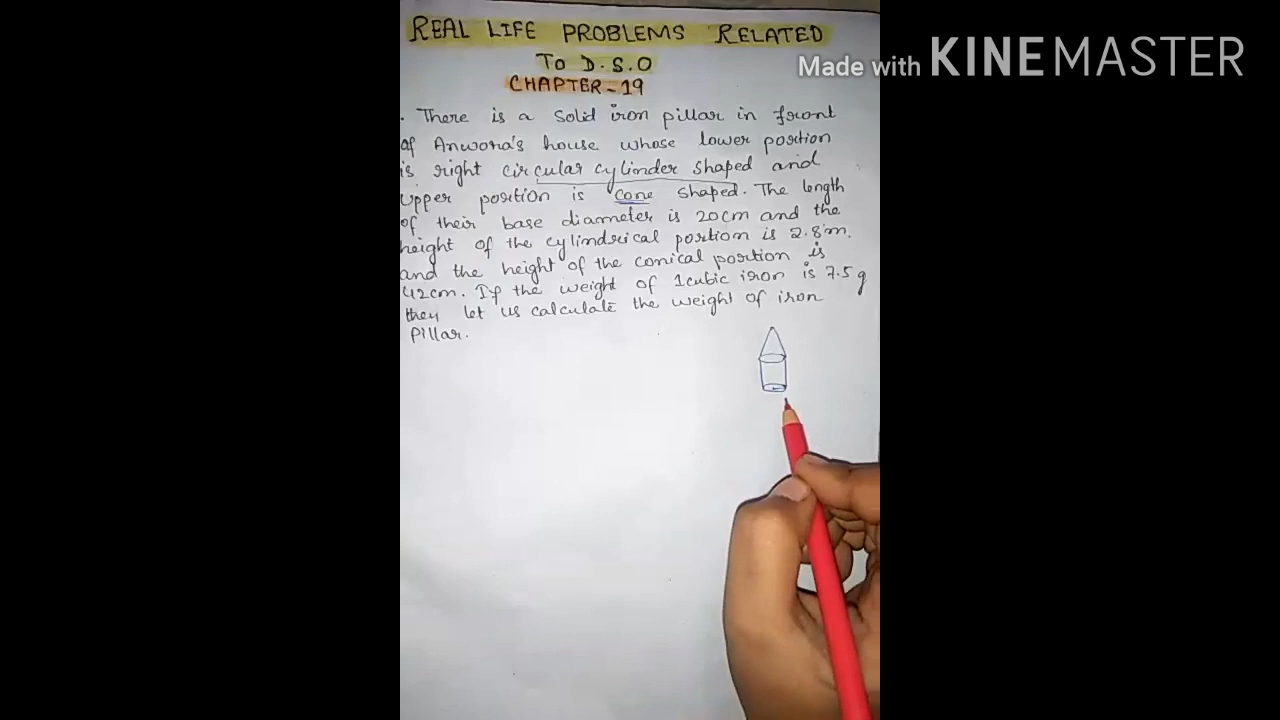 REAL LIFE PROBLEMS RELATED
TO D.S.O
CHAPTER-19
Made with KINEMASTER
. There is a solid iron pillar in front
of Anwora's house whose lower position
is right circular cylinder shaped and
Upper position is cone shaped. The length
of their base diameter is 20cm and the
height of the cylindrical portion is 2.8m.
and the height of the conical portion is
42cm. If the weight of 1cubic iron is 7.5g
they let us calculate the weight of iron
Pillar.